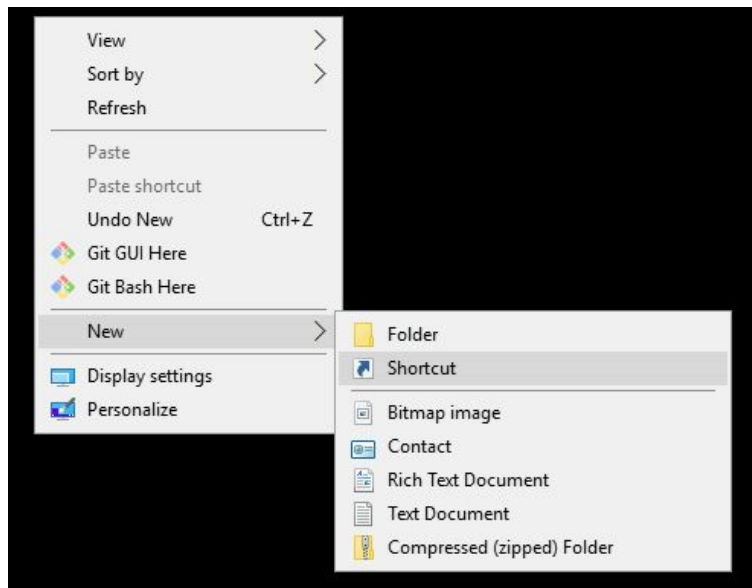 View
Sort by
Refresh
Paste
Paste shortcut
Undo New Ctrl+Z
Git GUI Here
Git Bash Here
New
Display settings
Personalize
Folder
Shortcut
Bitmap image
Contact
Rich Text Document
Text Document
Compressed (zipped) Folder